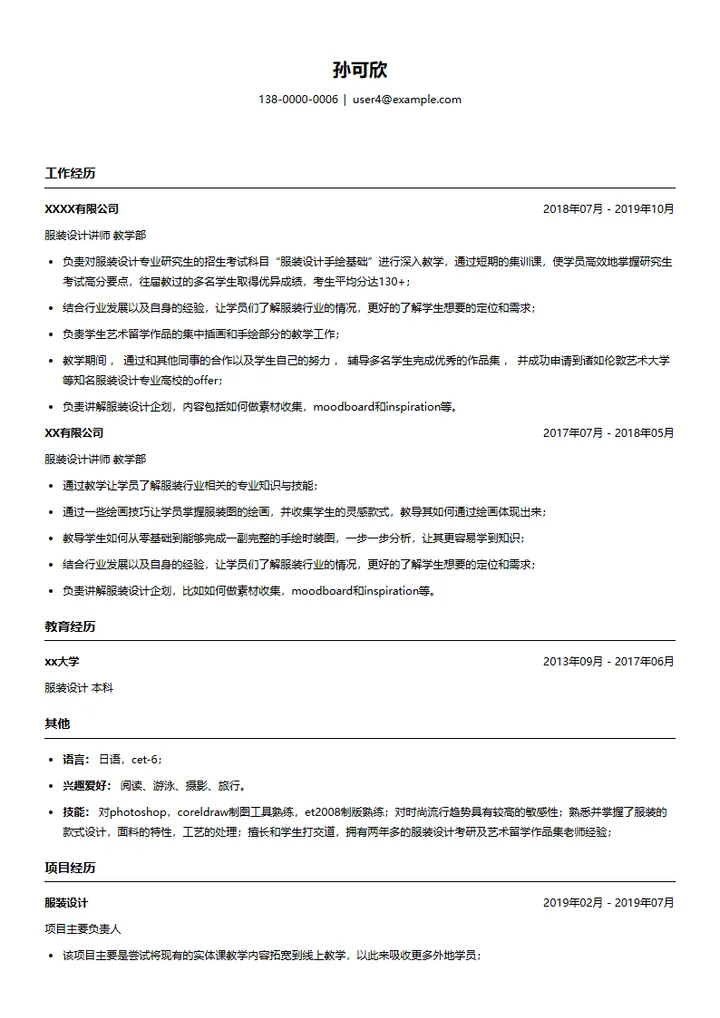 孙可欣
138-0000-0006 | user4@example.com
工作经历
XXXX有限公司 2018年07月 - 2019年10月
服装设计讲师 教学部
• 负责对服装设计专业研究生的招生考试科目“服装设计手绘基础”进行深入教学，通过短期的集训课，使学员高效地掌握研究生
考试高分要点，往届教过的多名学生取得优异成绩，考生平均分达130+；
• 结合行业发展以及自身的经验，让学员们了解服装行业的情况，更好的了解学生想要的定位和需求；
• 负责学生艺术留学作品的集中插画和手绘部分的教学工作；
• 教学期间 ， 通过和其他同事的合作以及学生自己的努力 ， 辅导多名学生完成优秀的作品集 ， 并成功申请到诸如伦敦艺术大学
等知名服装设计专业高校的offer；
• 负责讲解服装设计企划，内容包括如何做素材收集，moodboard和inspiration等。
XX有限公司 2017年07月 - 2018年05月
服装设计讲师 教学部
• 通过教学让学员了解服装行业相关的专业知识与技能；
• 通过一些绘画技巧让学员掌握服装图的绘画，并收集学生的灵感款式，教导其如何通过绘画体现出来；
• 教导学生如何从零基础到能够完成一副完整的手绘时装图，一步一步分析，让其更容易学到知识；
• 结合行业发展以及自身的经验，让学员们了解服装行业的情况，更好的了解学生想要的定位和需求；
• 负责讲解服装设计企划，比如如何做素材收集，moodboard和inspiration等。
教育经历
xx大学 2013年09月 - 2017年06月
服装设计 本科
其他
• 语言： 日语，cet-6；
• 兴趣爱好： 阅读、游泳、摄影、旅行。
• 技能： 对photoshop，coreldraw制图工具熟练，et2008制版熟练；对时尚流行趋势具有较高的敏感性；熟悉并掌握了服装的
款式设计，面料的特性，工艺的处理；擅长和学生打交道，拥有两年多的服装设计考研及艺术留学作品集老师经验；
项目经历
服装设计 2019年02月 - 2019年07月
项目主要负责人
• 该项目主要是尝试将现有的实体课教学内容拓宽到线上教学，以此来吸收更多外地学员；